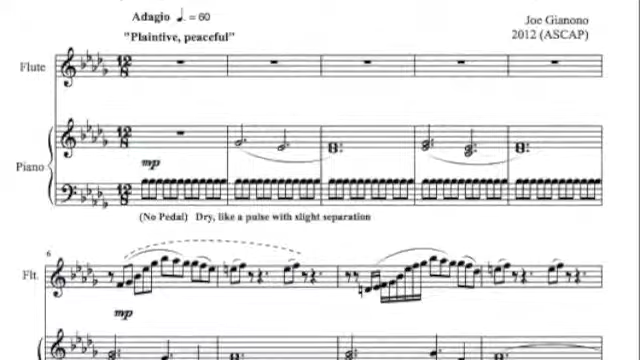 Adagio ♩. = 60
Joe Gianono
"Plaintive, peaceful"
2012 (ASCAP)
Flute
12
8
Piano
12
8
mp
12
8
(No Pedal) Dry, like a pulse with slight separation
6
Flt.
mp